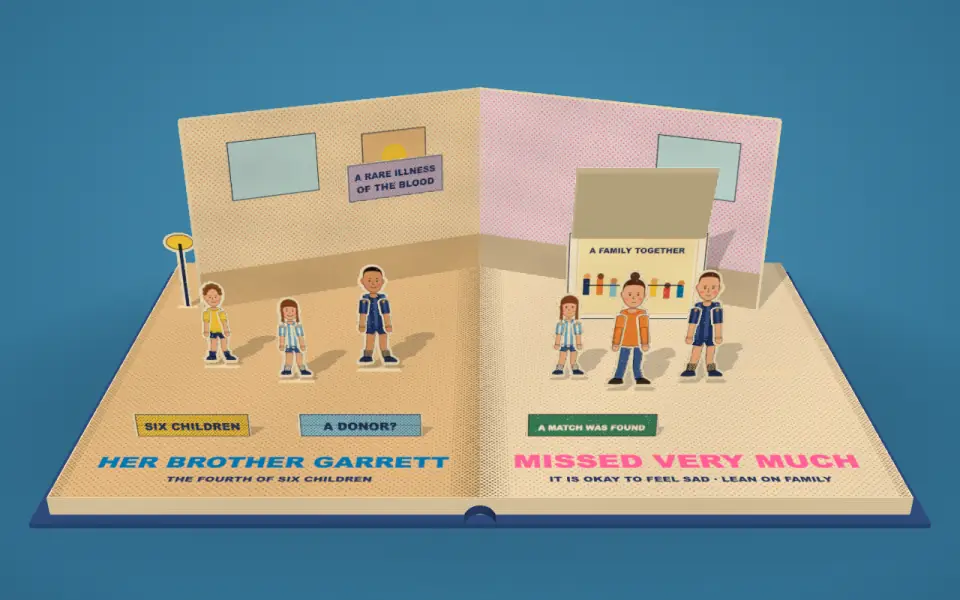 A RARE ILLNESS
OF THE BLOOD
SIX CHILDREN
A DONOR?
HER BROTHER GARRETT
THE FOURTH OF SIX CHILDREN
A FAMILY TOGETHER
A MATCH WAS FOUND
MISSED VERY MUCH
IT IS OKAY TO FEEL SAD · LEAN ON FAMILY